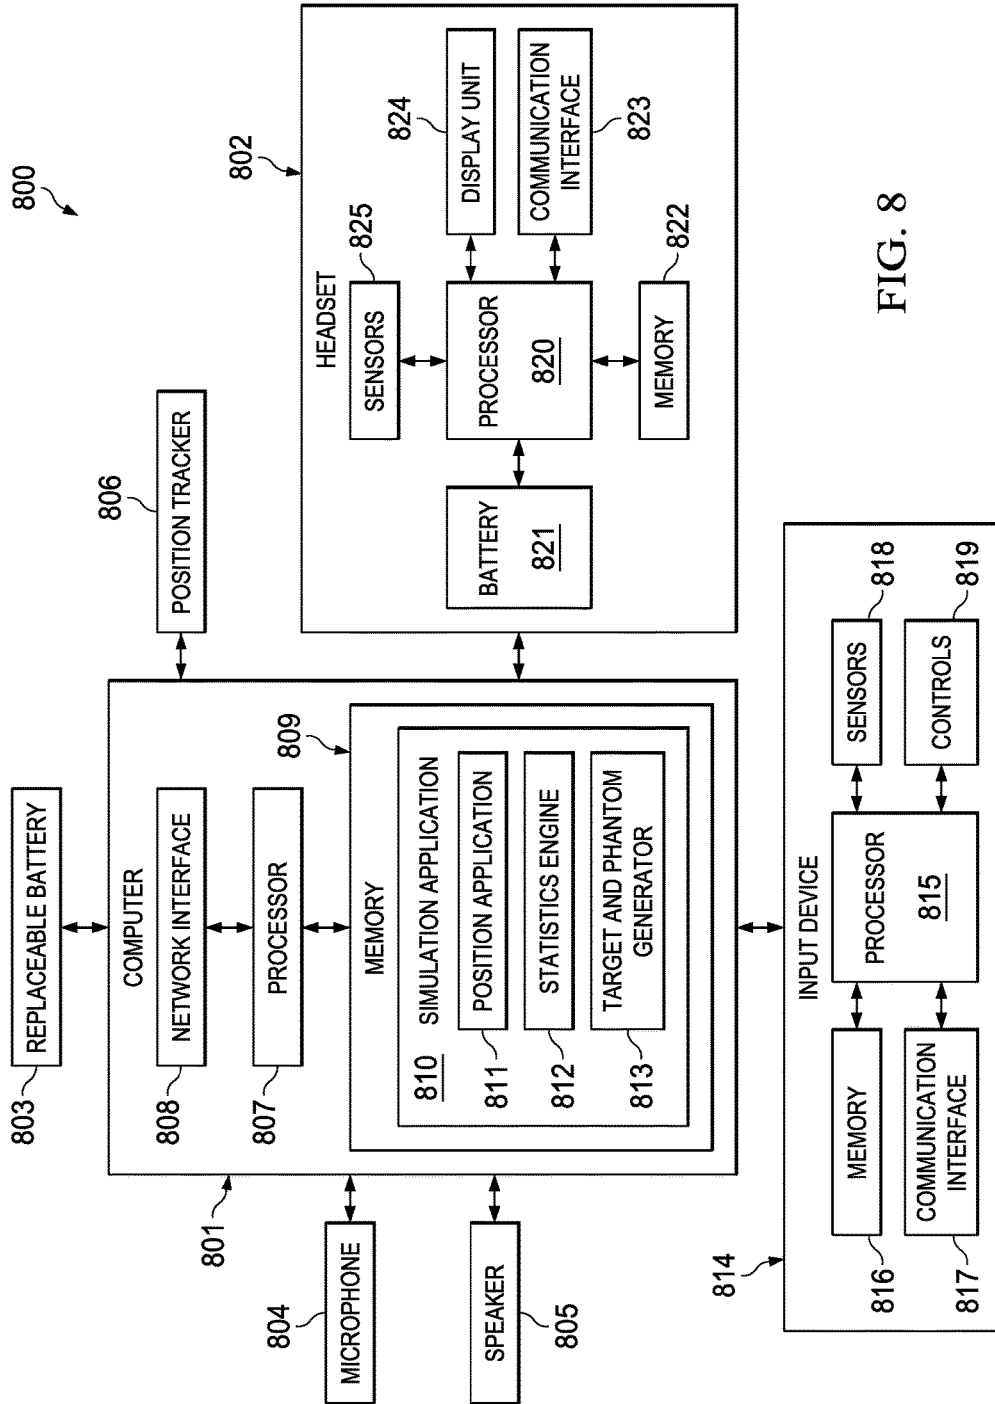 800
803
REPLACEABLE BATTERY
801
COMPUTER
808
NETWORK INTERFACE
807
PROCESSOR
809
MEMORY
810
SIMULATION APPLICATION
811
POSITION APPLICATION
812
STATISTICS ENGINE
813
TARGET AND PHANTOM
GENERATOR
804
MICROPHONE
805
SPEAKER
806
POSITION TRACKER
802
HEADSET
825
SENSORS
824
DISPLAY UNIT
COMMUNICATION
INTERFACE
823
PROCESSOR
820
BATTERY
821
MEMORY
822
814
INPUT DEVICE
MEMORY
816
COMMUNICATION
INTERFACE
817
PROCESSOR
815
SENSORS
818
CONTROLS
819
FIG. 8